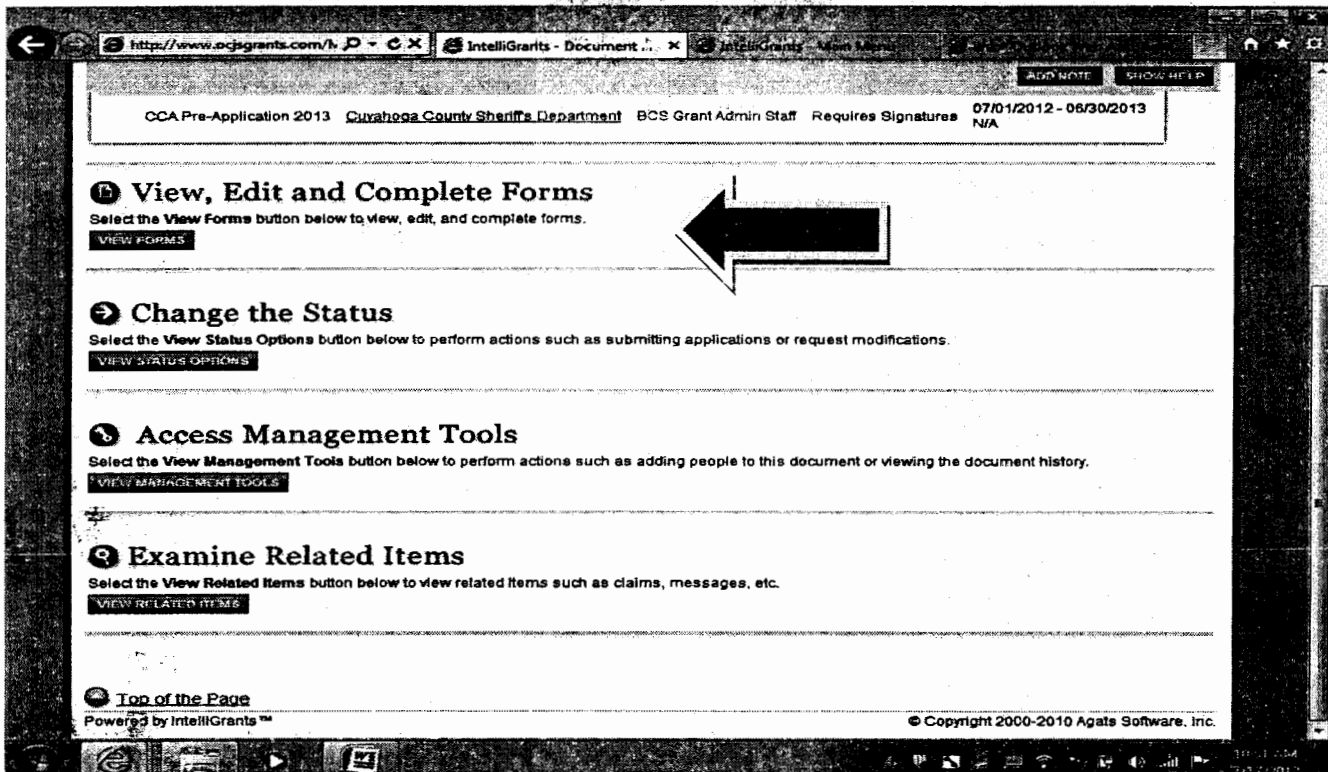 http://www.ocjsgrants.com/h
IntelliGrants - Document ...
IntelliGrants - Main Menu
ADD NOTE SHOW HELP
CCA Pre-Application 2013 Cuyahoga County Sheriff's Department BCS Grant Admin Staff Requires Signatures 07/01/2012 - 06/30/2013
N/A
View, Edit and Complete Forms
Select the View Forms button below to view, edit, and complete forms.
VIEW FORMS
Change the Status
Select the View Status Options button below to perform actions such as submitting applications or request modifications.
VIEW STATUS OPTIONS
Access Management Tools
Select the View Management Tools button below to perform actions such as adding people to this document or viewing the document history.
VIEW MANAGEMENT TOOLS
Examine Related Items
Select the View Related Items button below to view related items such as claims, messages, etc.
VIEW RELATED ITEMS
Top of the Page
Powered by IntelliGrants™
© Copyright 2000-2010 Agate Software, Inc.